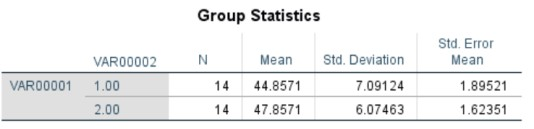 Group Statistics
VAR00002 N Mean Std. Deviation Std. Error Mean
VAR00001 1.00 14 44.8571 7.09124 1.89521
2.00 14 47.8571 6.07463 1.62351